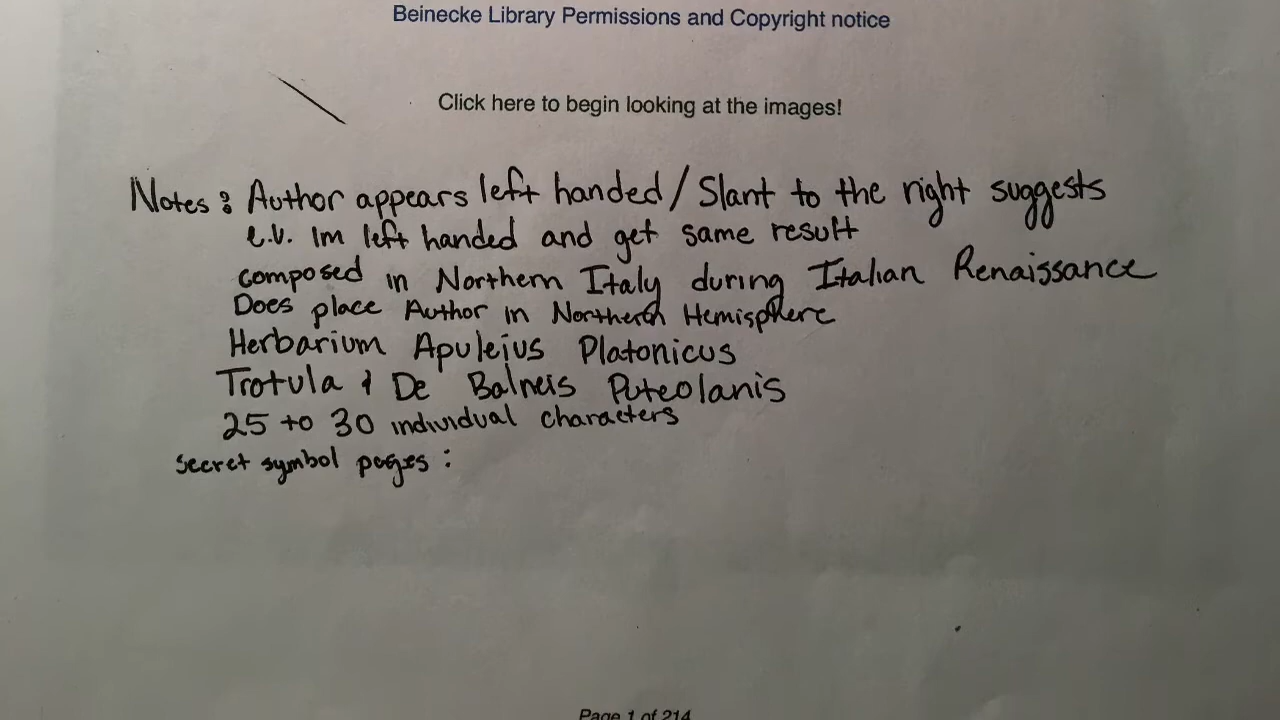 Beinecke Library Permissions and Copyright notice
Click here to begin looking at the images!
Notes: Author appears left handed / Slant to the right suggests
e.v. Im left handed and get same result
composed in Northern Italy during Italian Renaissance
Does place Author in Northern Hemisphere
Herbarium Apuleius Platonicus
Trotula & De Balneis Puteolanis
25 to 30 individual characters
secret symbol pages:
Page 1 of 214